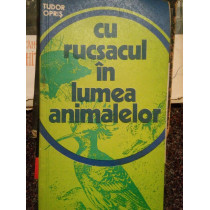 TUDOR
OPRIȘ
cu
rucsacul
în
lumea
animalelor